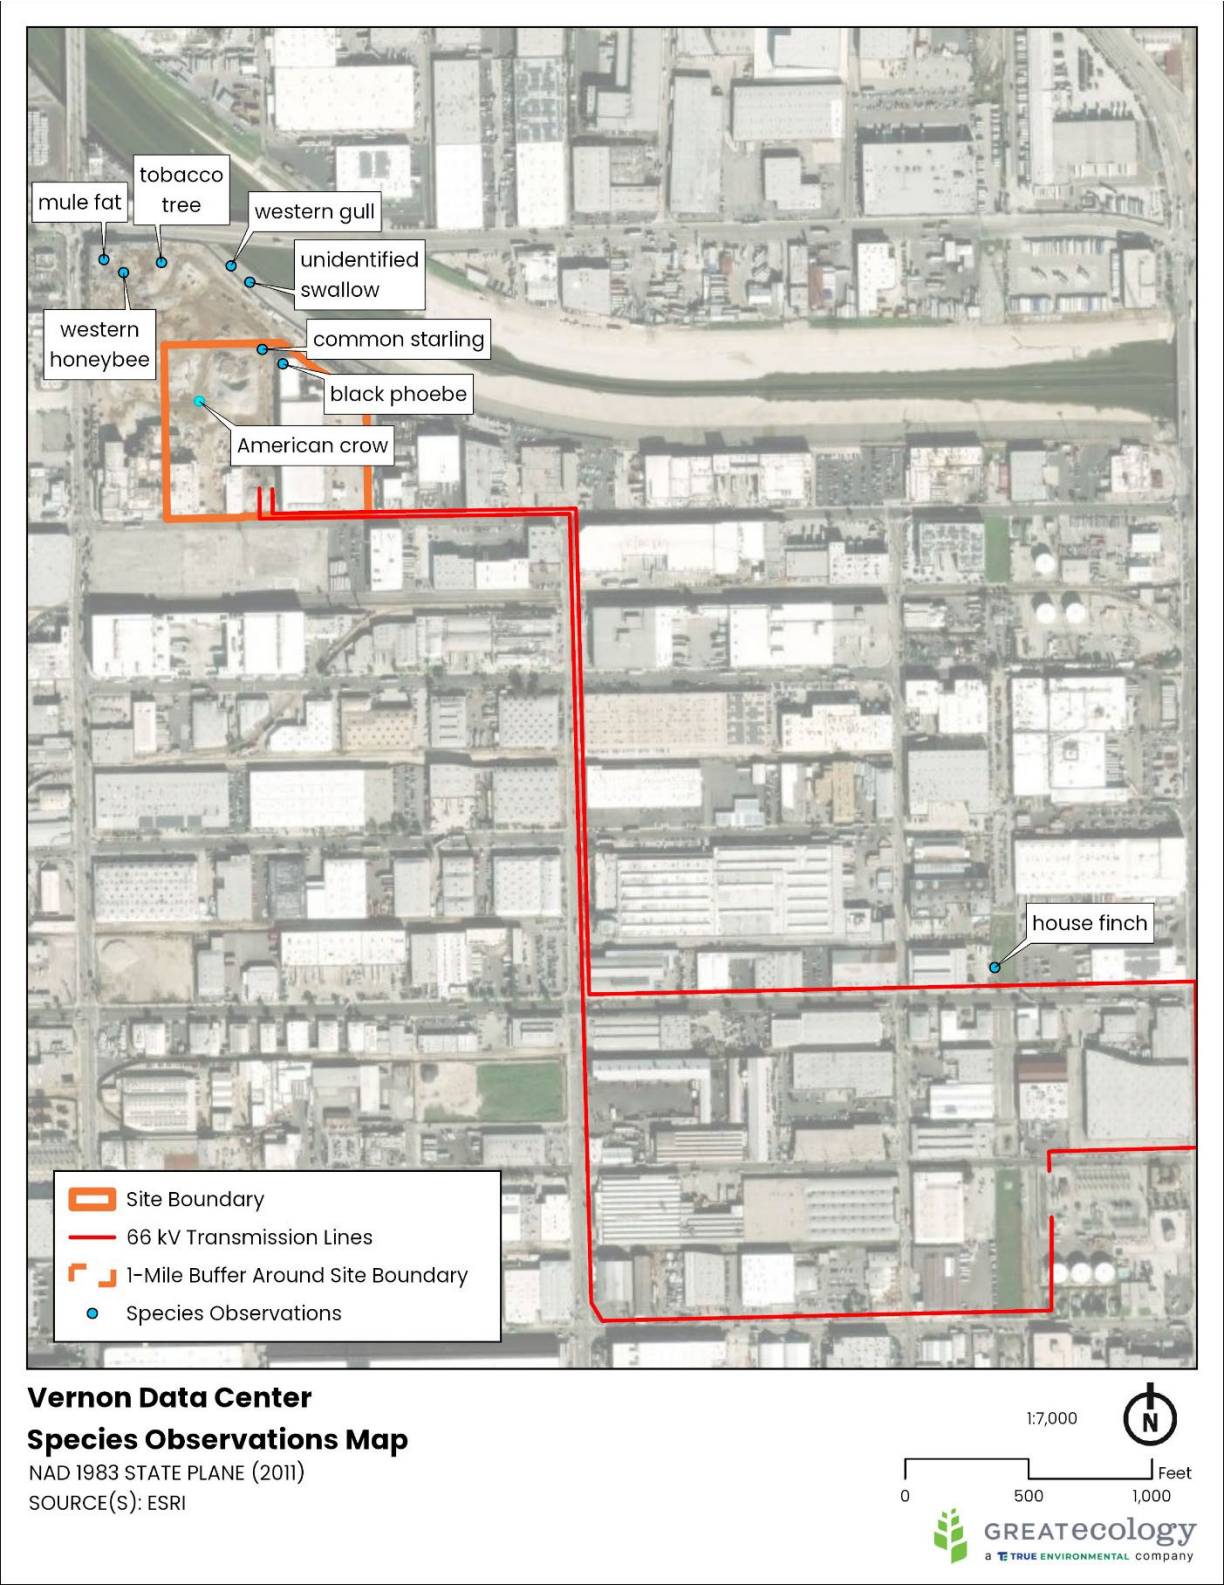 tobacco
tree
mule fat
western gull
unidentified
swallow
western
honeybee
common starling
black phoebe
American crow
house finch
Site Boundary
66 kV Transmission Lines
1-Mile Buffer Around Site Boundary
Species Observations
Vernon Data Center
Species Observations Map
NAD 1983 STATE PLANE (2011)
SOURCE(S): ESRI
1:7,000
N
Feet
0 500 1,000
GREATecology
a TE TRUE ENVIRONMENTAL company